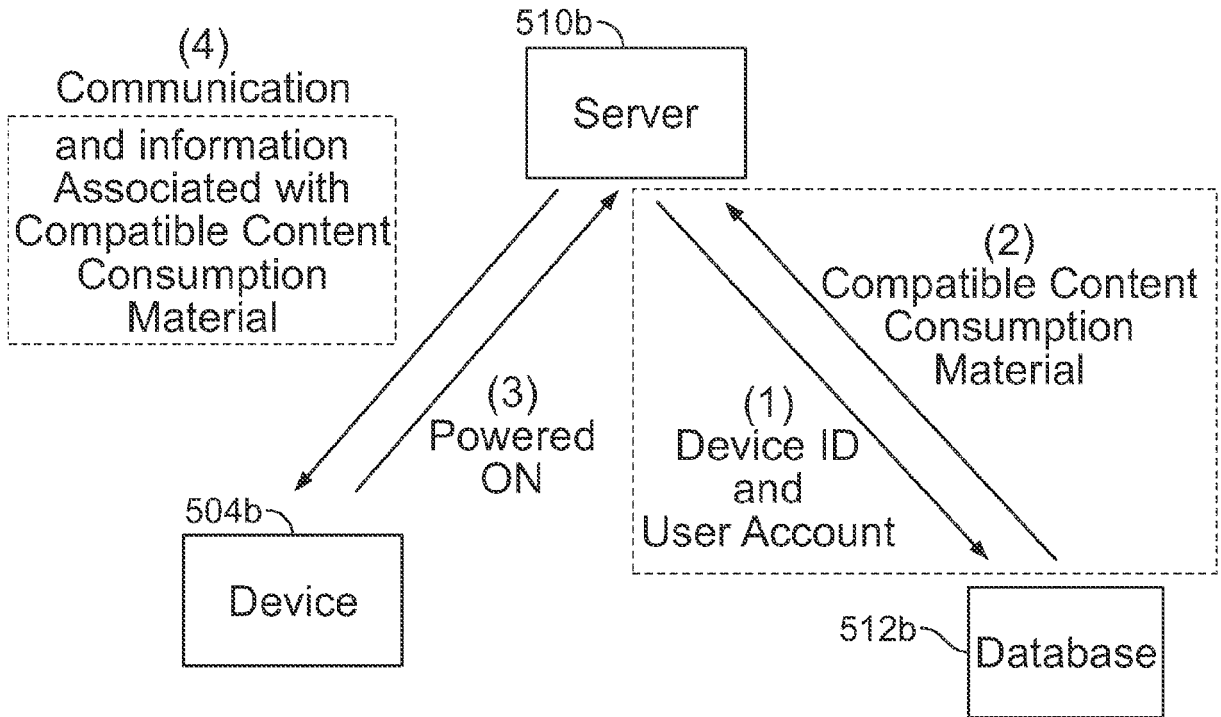 510b
Server
(4)
Communication
and information
Associated with
Compatible Content
Consumption
Material
(2)
Compatible Content
Consumption
Material
(3)
Powered
ON
(1)
Device ID
and
User Account
504b
Device
512b
Database